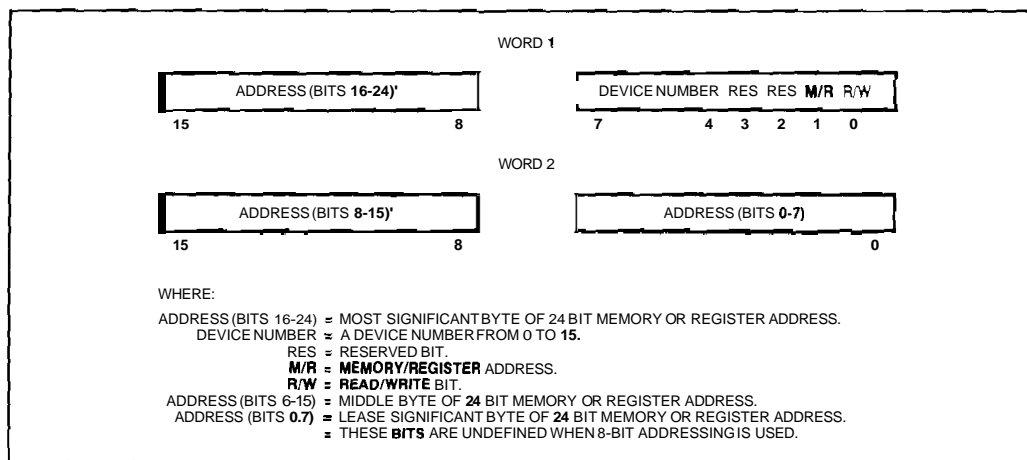 WORD 1
ADDRESS (BITS 16-24)' DEVICE NUMBER RES RES M/R R/W
15 8 7 4 3 2 1 0
WORD 2
ADDRESS (BITS 8-15)' ADDRESS (BITS 0-7)
15 8 0
WHERE:
ADDRESS (BITS 16-24) = MOST SIGNIFICANT BYTE OF 24 BIT MEMORY OR REGISTER ADDRESS.
DEVICE NUMBER = A DEVICE NUMBER FROM 0 TO 15.
RES = RESERVED BIT.
M/R = MEMORY/REGISTER ADDRESS.
R/W = READ/WRITE BIT.
ADDRESS (BITS 6-15) = MIDDLE BYTE OF 24 BIT MEMORY OR REGISTER ADDRESS.
ADDRESS (BITS 0.7) = LEASE SIGNIFICANT BYTE OF 24 BIT MEMORY OR REGISTER ADDRESS.
= THESE BITS ARE UNDEFINED WHEN 8-BIT ADDRESSING IS USED.